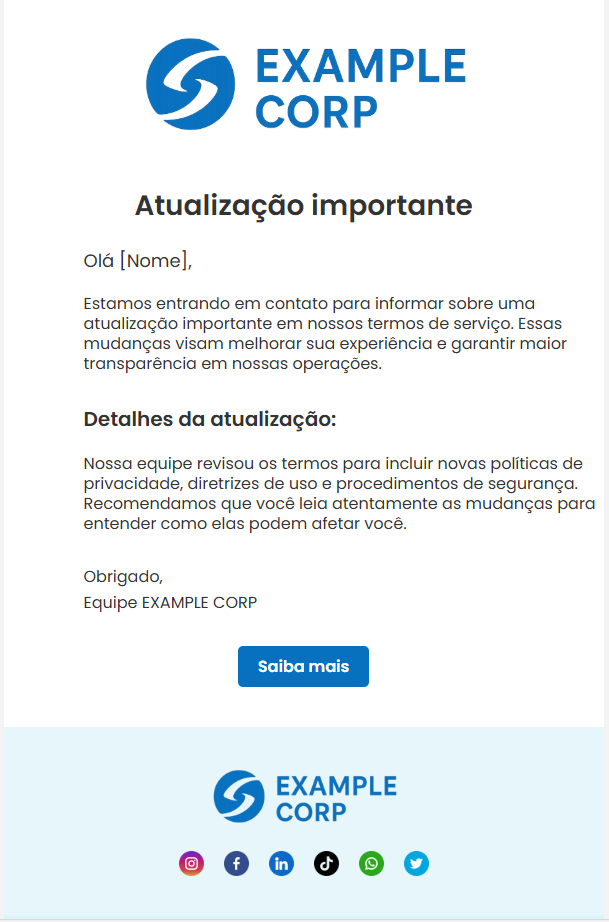 EXAMPLE
CORP
Atualização importante
Olá [Nome],
Estamos entrando em contato para informar sobre uma
atualização importante em nossos termos de serviço. Essas
mudanças visam melhorar sua experiência e garantir maior
transparência em nossas operações.
Detalhes da atualização:
Nossa equipe revisou os termos para incluir novas políticas de
privacidade, diretrizes de uso e procedimentos de segurança.
Recomendamos que você leia atentamente as mudanças para
entender como elas podem afetar você.
Obrigado,
Equipe EXAMPLE CORP
Saiba mais
EXAMPLE
CORP